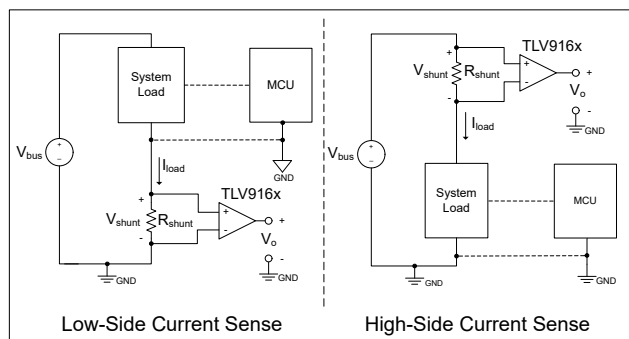 System
Load
MCU
V_bus
I_load
GND
TLV916x
+
V_shunt
-
R_shunt
+
-
+
V_o
-
GND
GND
+
-
Low-Side Current Sense
TLV916x
+
V_shunt
-
R_shunt
+
-
+
V_o
-
GND
I_load
V_bus
+
-
System
Load
MCU
GND
GND
High-Side Current Sense